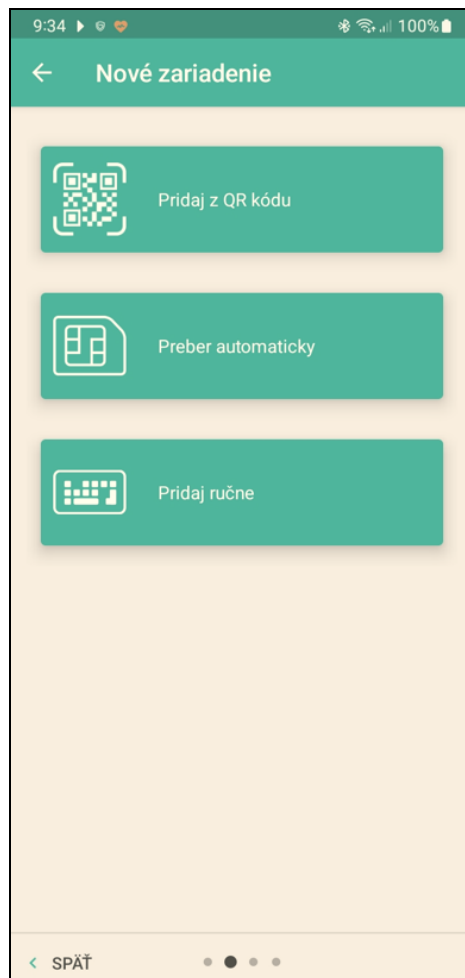 9:34 100%
Nové zariadenie
Pridaj z QR kódu
Preber automaticky
Pridaj ručne
SPÄŤ